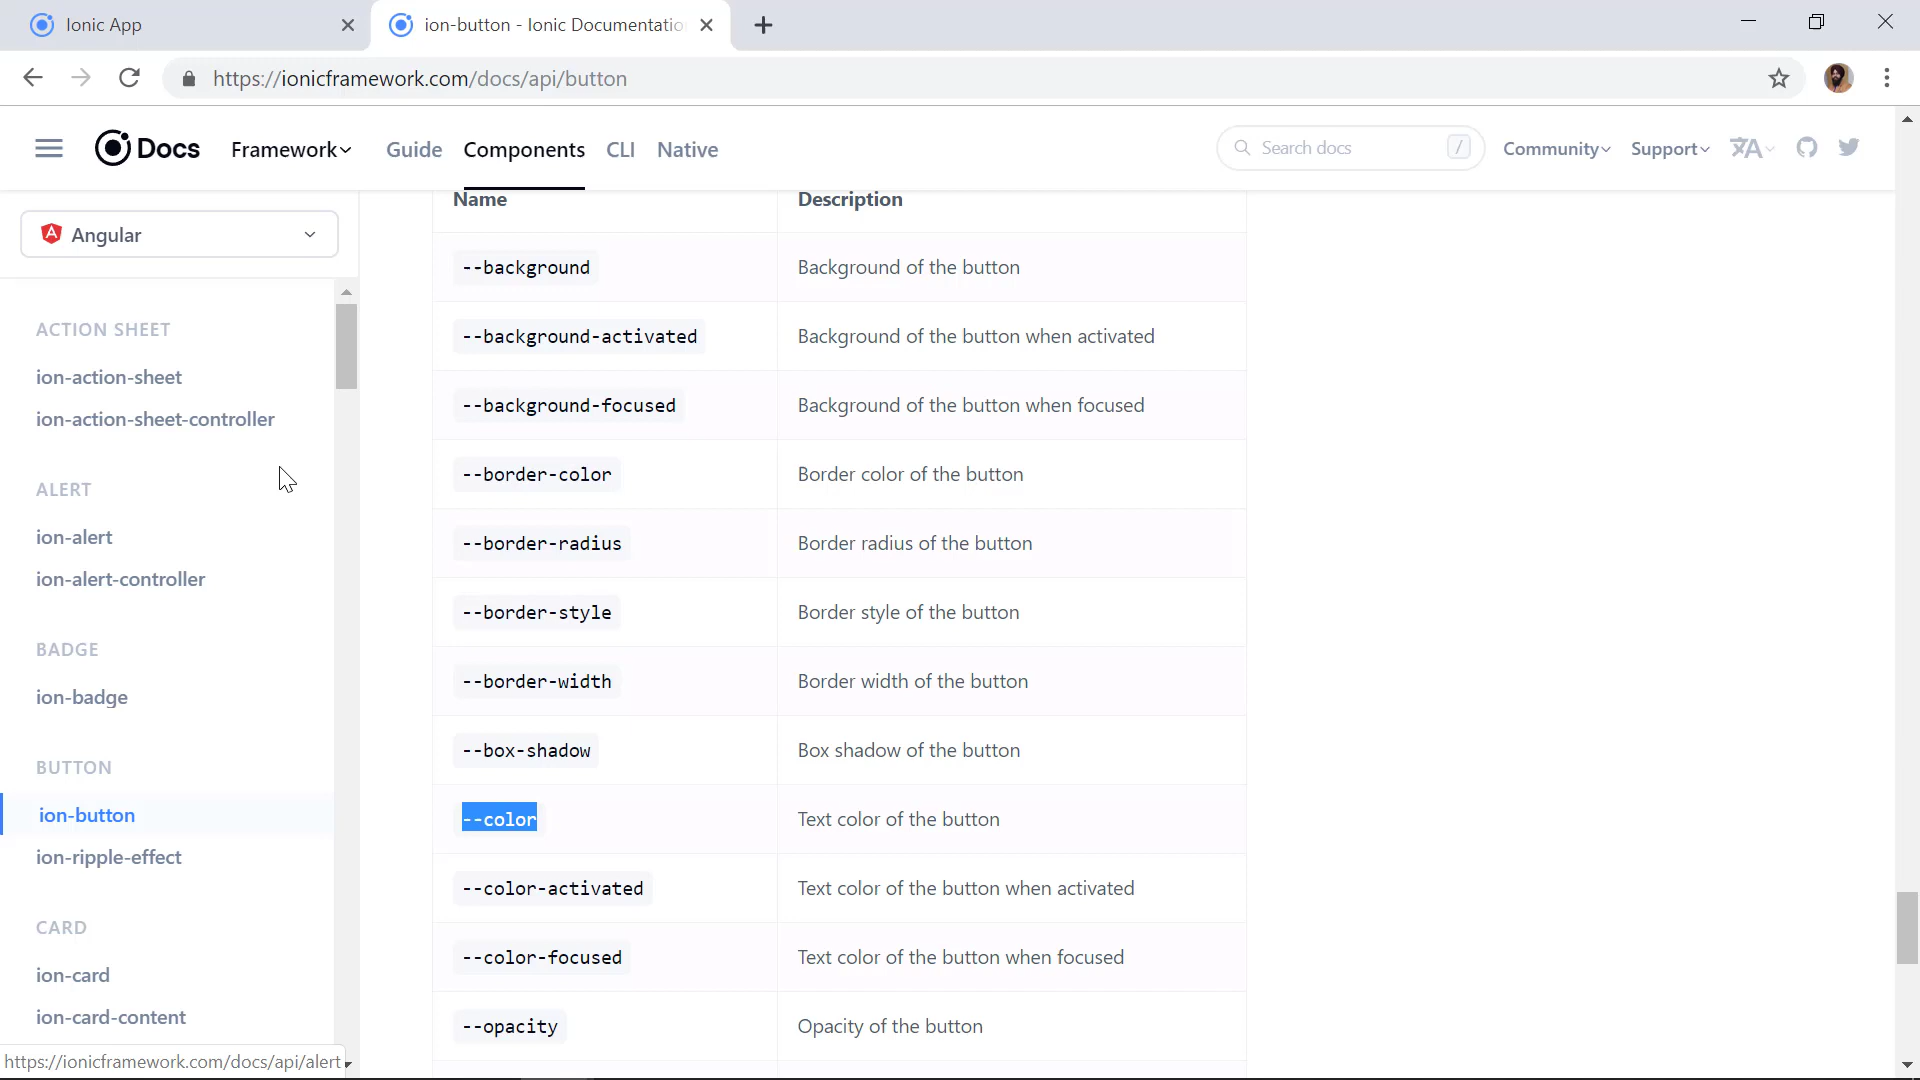 Ionic App
ion-button - Ionic Documentatio
https://ionicframework.com/docs/api/button
Docs
Framework
Guide
Components
CLI
Native
Search docs
/
Community
Support
文A
Angular
ACTION SHEET
ion-action-sheet
ion-action-sheet-controller
ALERT
ion-alert
ion-alert-controller
BADGE
ion-badge
BUTTON
ion-button
ion-ripple-effect
CARD
ion-card
ion-card-content
https://ionicframework.com/docs/api/alert
Name Description
--background Background of the button
--background-activated Background of the button when activated
--background-focused Background of the button when focused
--border-color Border color of the button
--border-radius Border radius of the button
--border-style Border style of the button
--border-width Border width of the button
--box-shadow Box shadow of the button
--color Text color of the button
--color-activated Text color of the button when activated
--color-focused Text color of the button when focused
--opacity Opacity of the button